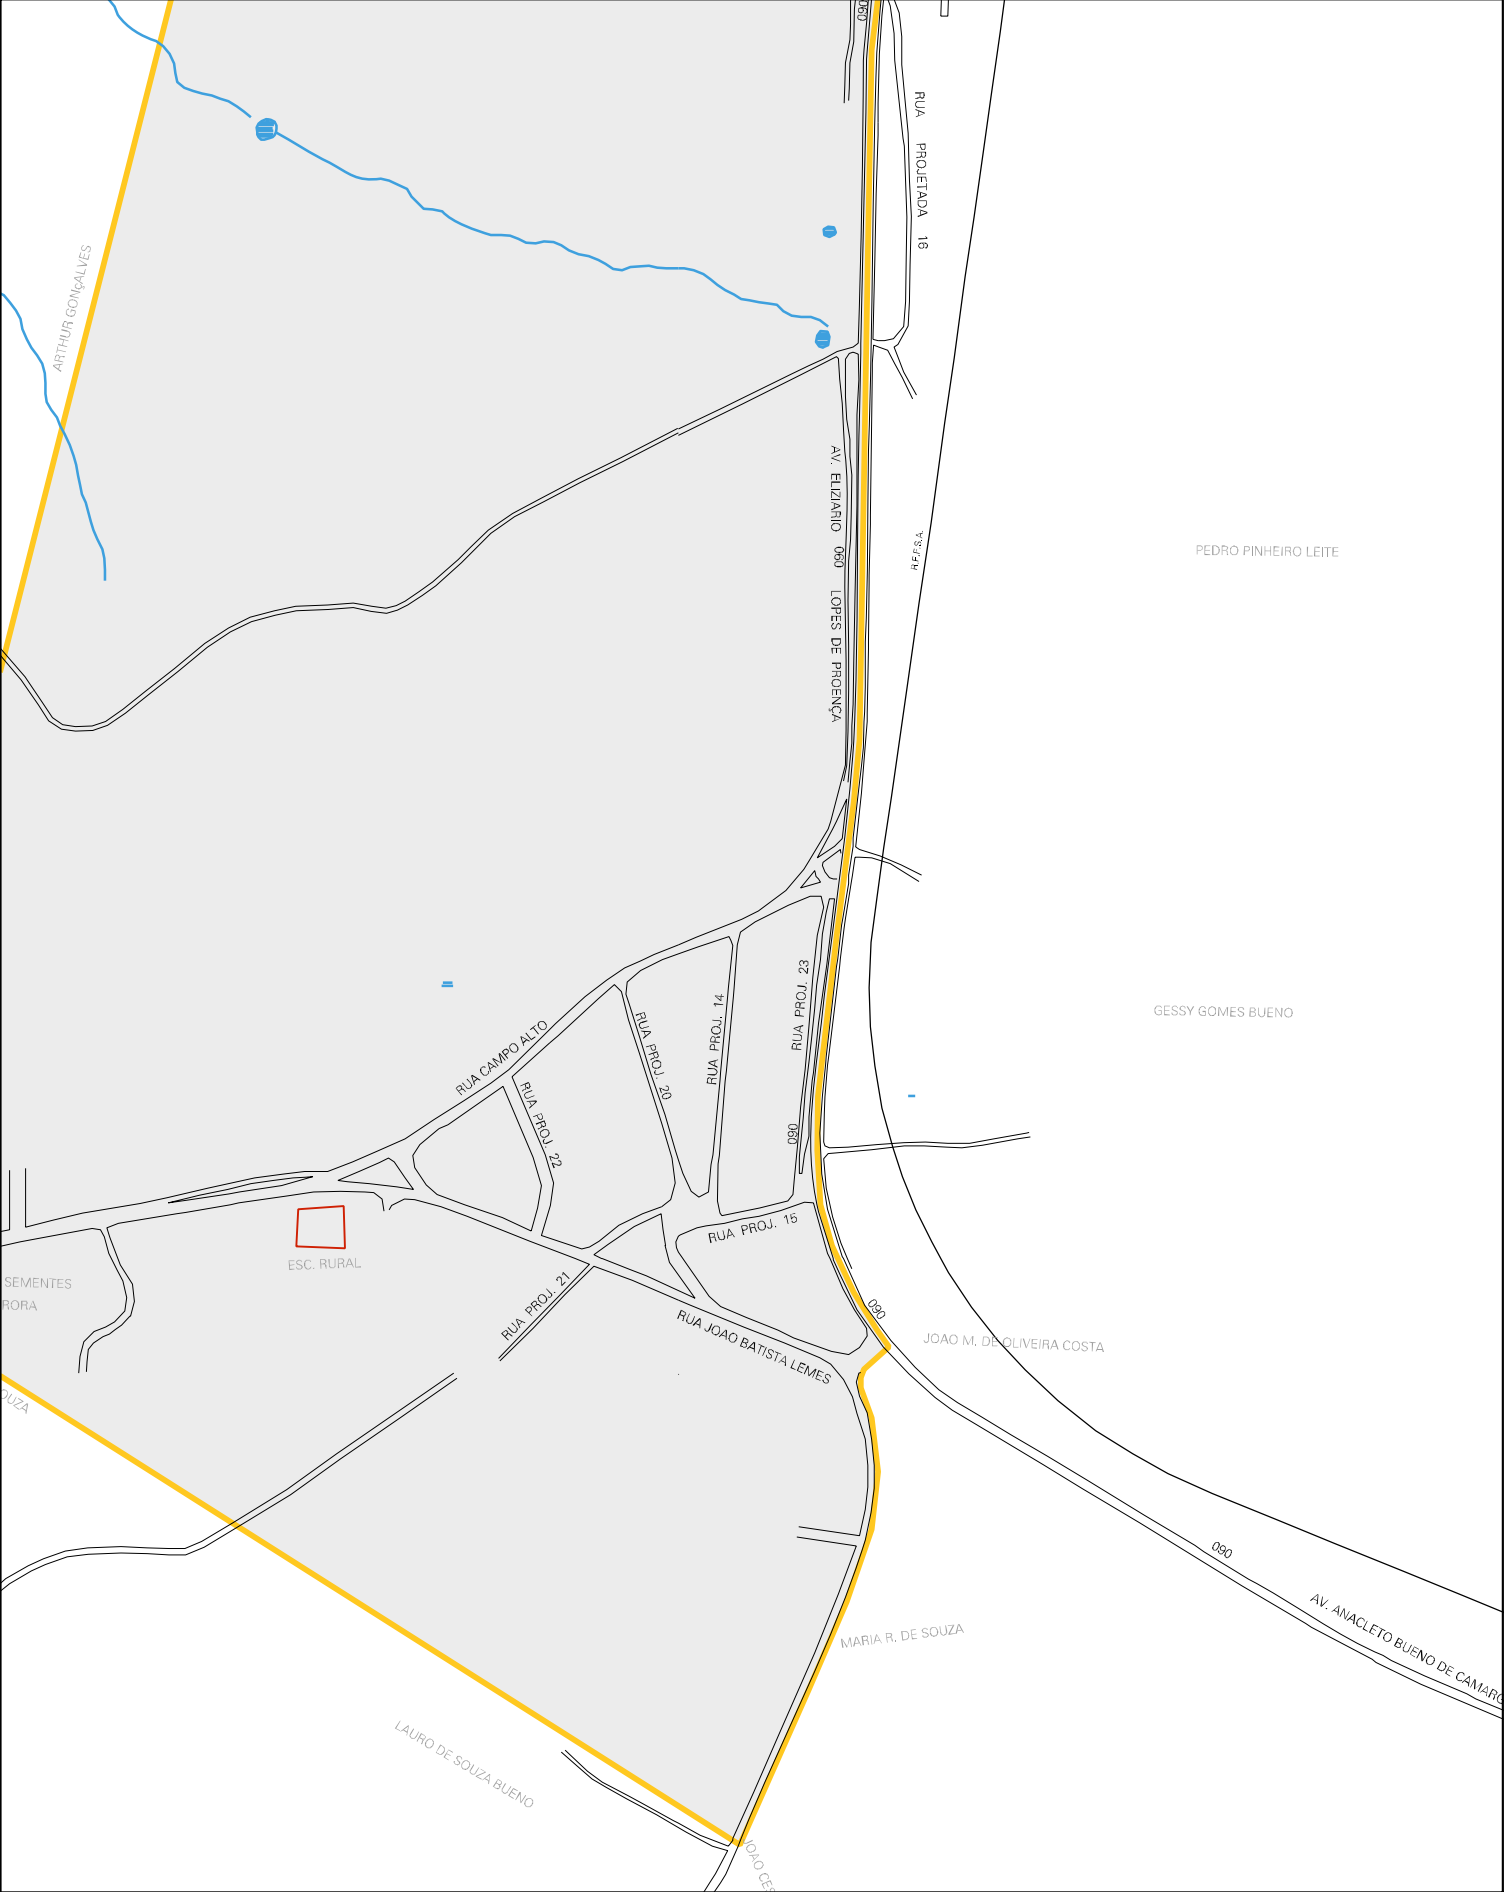 060
RUA PROJETADA 16
ARTHUR GONÇALVES
AV. ELIZIARIO 060 LOPES DE PROENÇA
R.F.F.S.A.
PEDRO PINHEIRO LEITE
RUA PROJ. 23
RUA PROJ. 14
RUA PROJ. 20
RUA CAMPO ALTO
GESSY GOMES BUENO
RUA PROJ. 22
090
RUA PROJ. 15
ESC. RURAL
SEMENTES
RORA
RUA PROJ. 21
090
RUA JOAO BATISTA LEMES
JOAO M. DE OLIVEIRA COSTA
OUZA
090
AV. ANACLETO BUENO DE CAMARG
MARIA R. DE SOUZA
LAURO DE SOUZA BUENO
JOAO CES